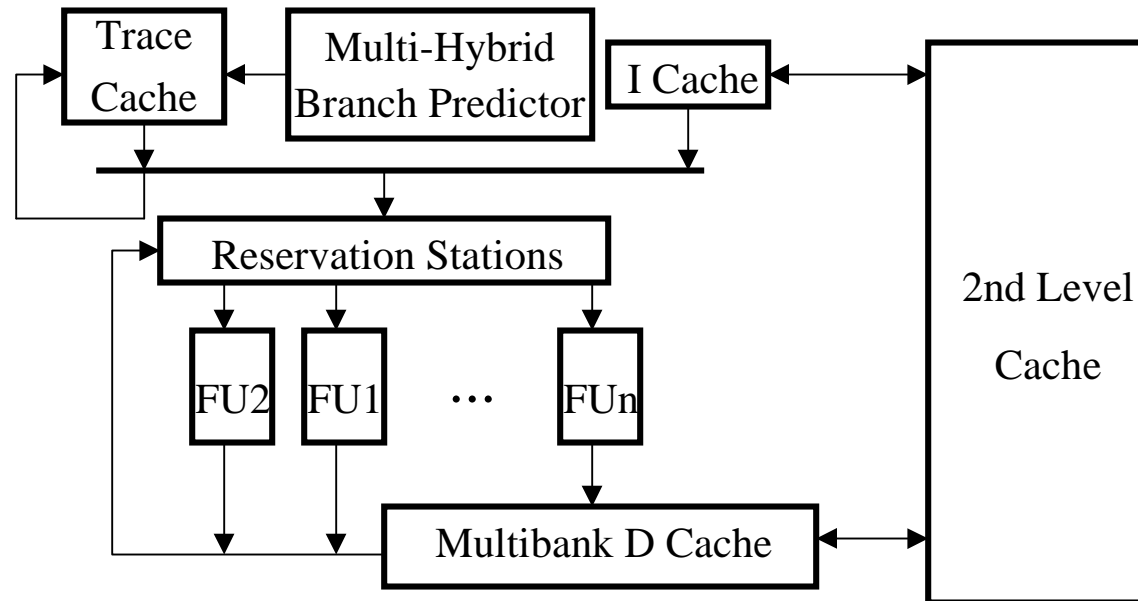 Trace
Cache
Multi-Hybrid
Branch Predictor
I Cache
Reservation Stations
FU2
FU1
...
FUn
Multibank D Cache
2nd Level
Cache